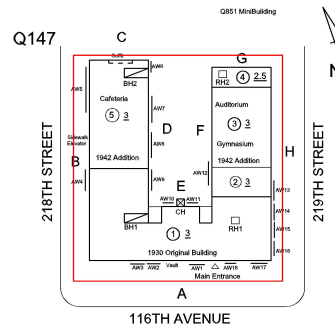 Q851 MiniBuilding
Q147
N
C
G
Suffs
AW6
BH2
RH2
4 2.5
AW5
Cafeteria
AW7
Auditorium
5 3
D
F
3 3
Sidewalk
Elevator
AW8
Gymnasium
H
B
1942 Addition
1942 Addition
AW12
AW4
AW9
E
2 3
AW10
AW11
AW13
CH
AW14
BH1
RH1
AW15
1 3
1930 Original Building
AW16
AW3
AW2
Vault
AW1
AW18
AW17
Main Entrance
A
218TH STREET
219TH STREET
116TH AVENUE